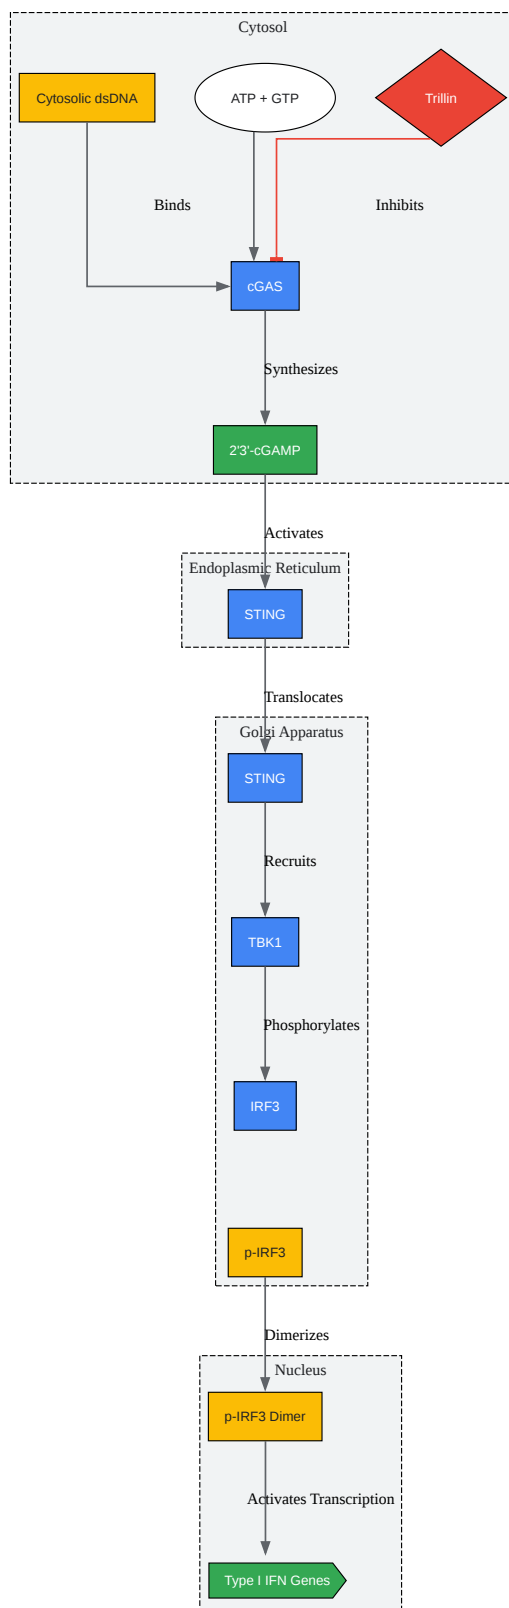 Cytosol
Cytosolic dsDNA
ATP + GTP
Trillin
Binds
Inhibits
cGAS
Synthesizes
2'3'-cGAMP
Activates
Endoplasmic Reticulum
STING
Translocates
Golgi Apparatus
STING
Recruits
TBK1
Phosphorylates
IRF3
p-IRF3
Dimerizes
Nucleus
p-IRF3 Dimer
Activates Transcription
Type I IFN Genes